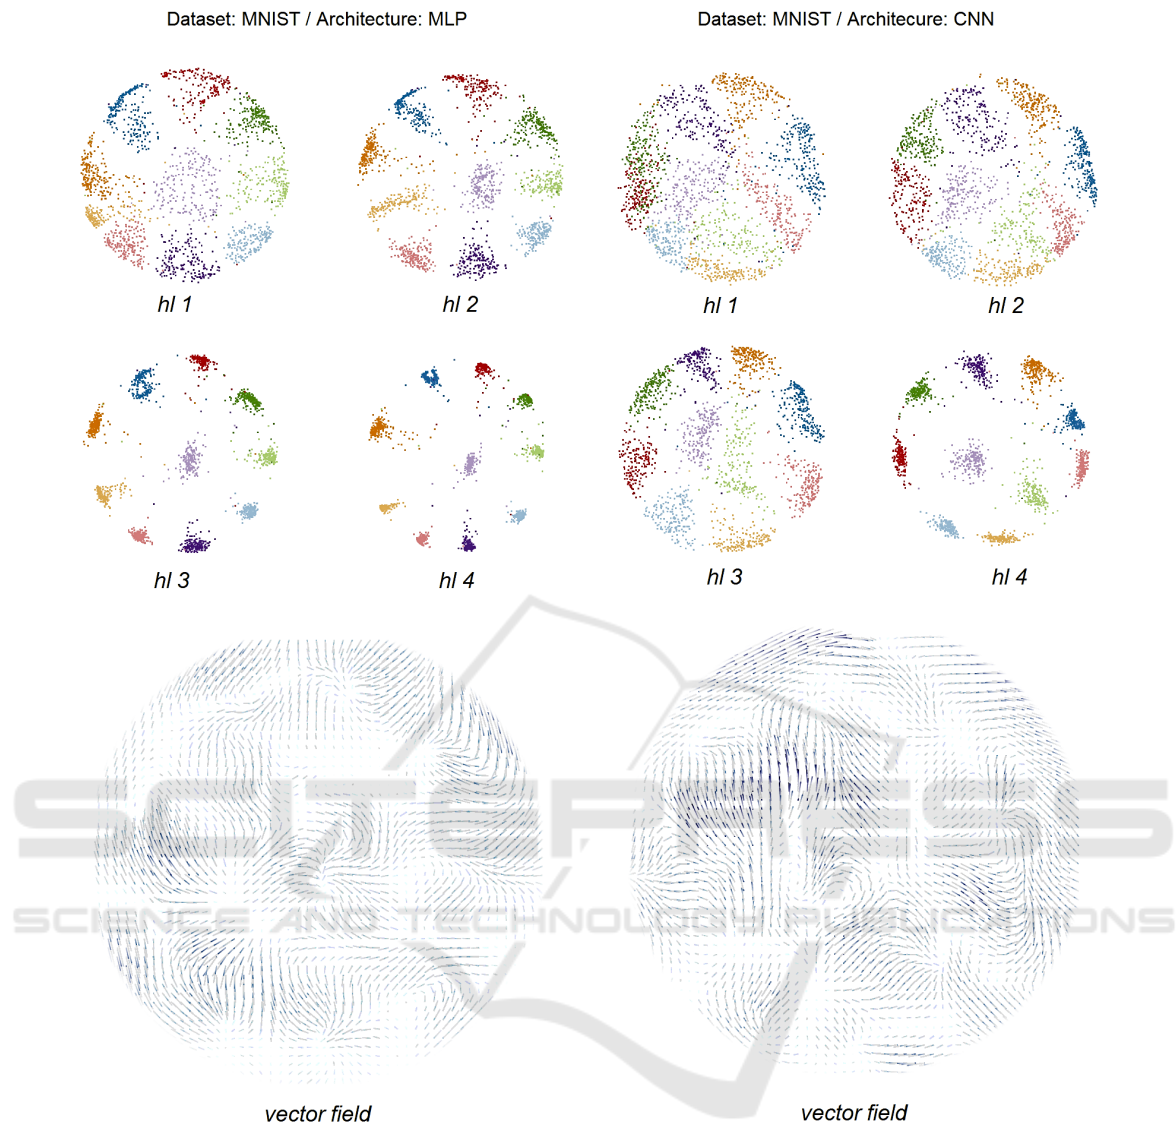 Dataset: MNIST / Architecture: MLP
Dataset: MNIST / Architecure: CNN
hl 1
hl 2
hl 1
hl 2
hl 3
hl 4
hl 3
hl 4
SCITEPRESS
SCIENCE AND TECHNOLOGY PUBLICATIONS
vector field
vector field